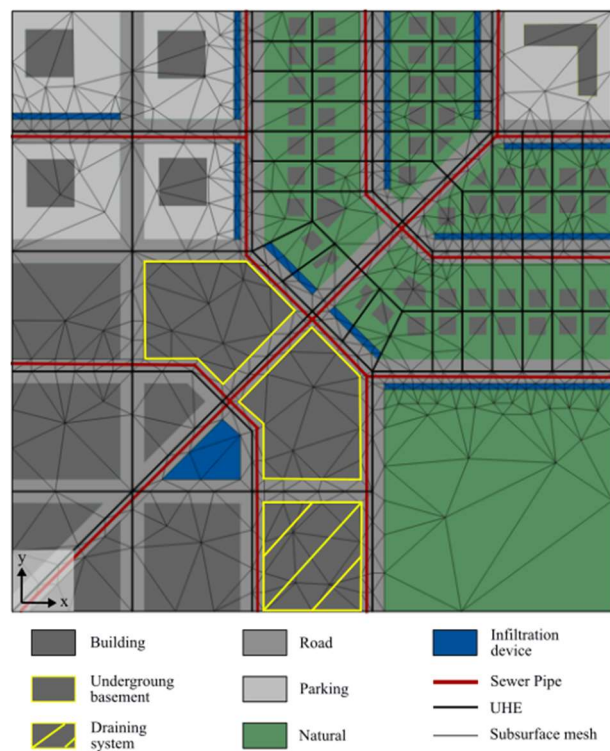 y
x
Building
Road
Infiltration
device
Undergroung
basement
Parking
Sewer Pipe
UHE
Draining
system
Natural
Subsurface mesh